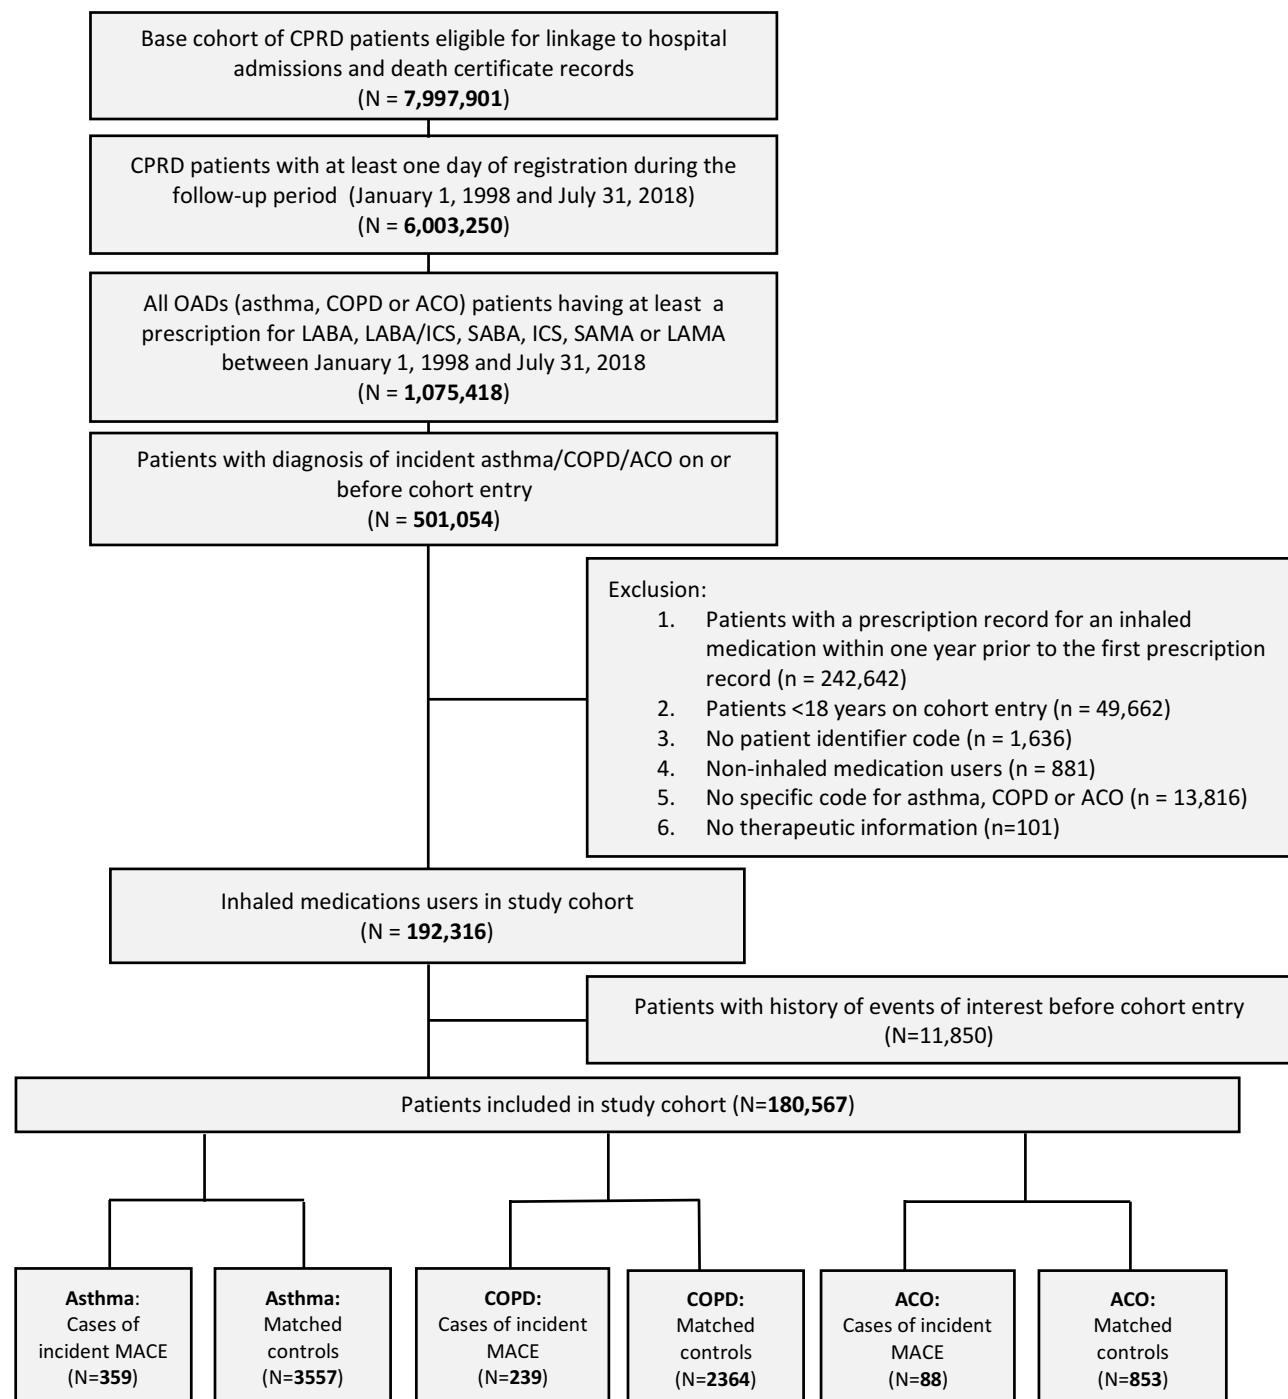 Base cohort of CPRD patients eligible for linkage to hospital
admissions and death certificate records
(N = 7,997,901)
CPRD patients with at least one day of registration during the
follow-up period (January 1, 1998 and July 31, 2018)
(N = 6,003,250)
All OADs (asthma, COPD or ACO) patients having at least a
prescription for LABA, LABA/ICS, SABA, ICS, SAMA or LAMA
between January 1, 1998 and July 31, 2018
(N = 1,075,418)
Patients with diagnosis of incident asthma/COPD/ACO on or
before cohort entry
(N = 501,054)
Exclusion:
1. Patients with a prescription record for an inhaled
medication within one year prior to the first prescription
record (n = 242,642)
2. Patients <18 years on cohort entry (n = 49,662)
3. No patient identifier code (n = 1,636)
4. Non-inhaled medication users (n = 881)
5. No specific code for asthma, COPD or ACO (n = 13,816)
6. No therapeutic information (n=101)
Inhaled medications users in study cohort
(N = 192,316)
Patients with history of events of interest before cohort entry
(N=11,850)
Patients included in study cohort (N=180,567)
Asthma:
Cases of
incident MACE
(N=359)
Asthma:
Matched
controls
(N=3557)
COPD:
Cases of incident
MACE
(N=239)
COPD:
Matched
controls
(N=2364)
ACO:
Cases of incident
MACE
(N=88)
ACO:
Matched
controls
(N=853)